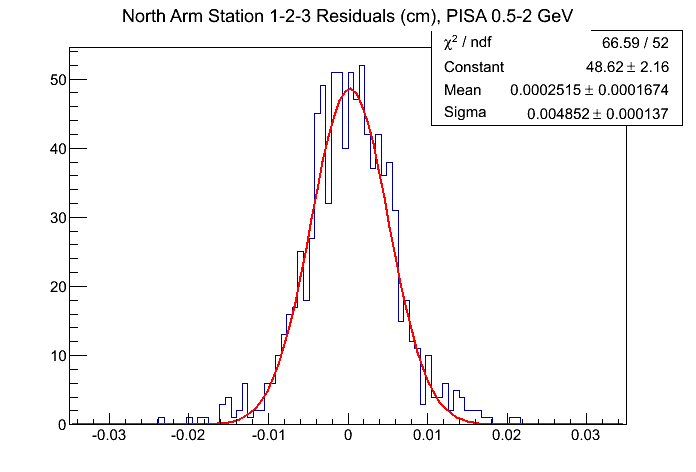 North Arm Station 1-2-3 Residuals (cm), PISA 0.5-2 GeV
χ² / ndf 66.59 / 52
Constant 48.62 ± 2.16
Mean 0.0002515 ± 0.0001674
Sigma 0.004852 ± 0.000137
50
40
30
20
10
0
-0.03 -0.02 -0.01 0 0.01 0.02 0.03